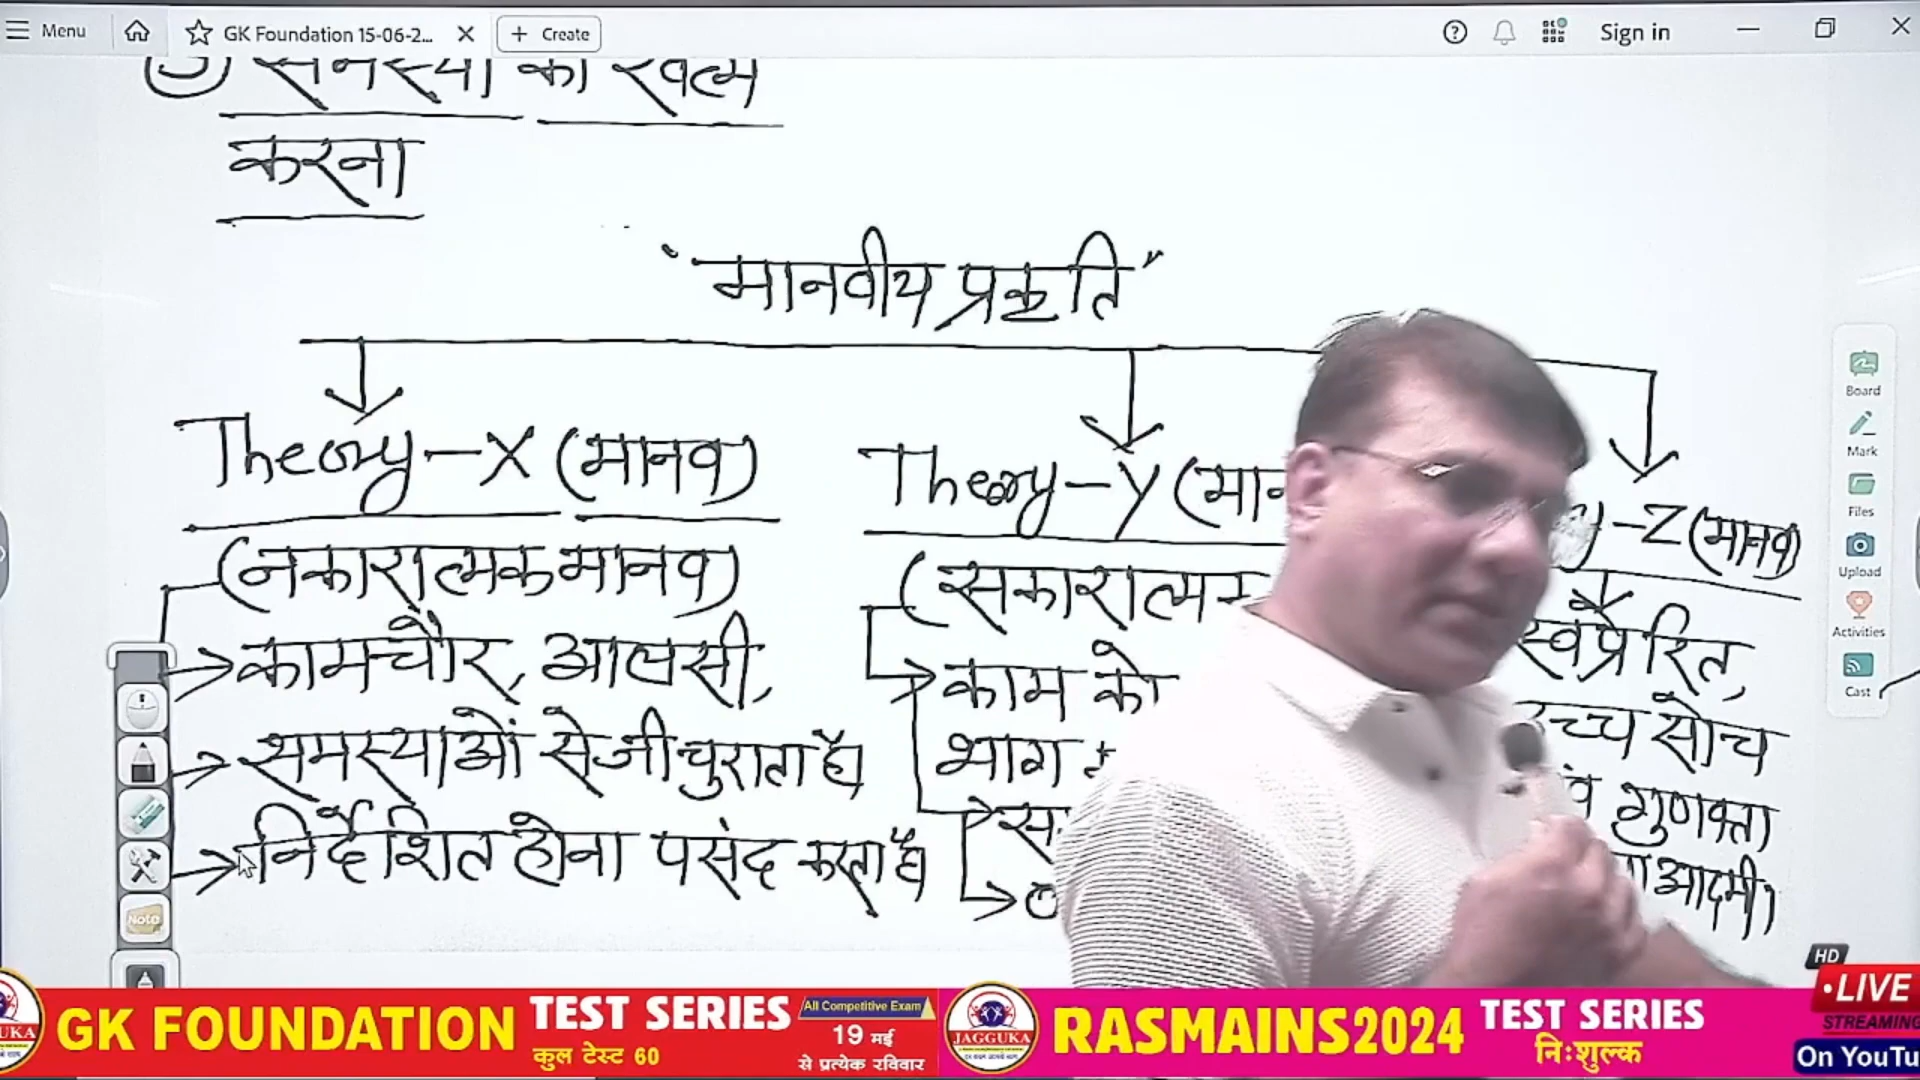 Menu
GK Foundation 15-06-2...
+ Create
Sign in
समस्या को खत्म
करना
"मानवीय प्रकृति"
Theory-X (मानव)
(नकारात्मक मानव)
→ कामचोर, आलसी,
→ समस्याओं से जी चुराता है
→ निर्देशित होना पसंद करता है
Theory-Y
काम को
भाग
-Z (मानव)
स्वप्रेरित,
सोच
गुणवत्ता
आदमी)
Board
Mark
Files
Upload
Activities
Cast
Note
HD
•LIVE
STREAMING
On YouTu
GK FOUNDATION
TEST SERIES
कुल टेस्ट 60
All Competitive Exam
19 मई
से प्रत्येक रविवार
JAGGUKA
RASMAINS2024
TEST SERIES
निःशुल्क